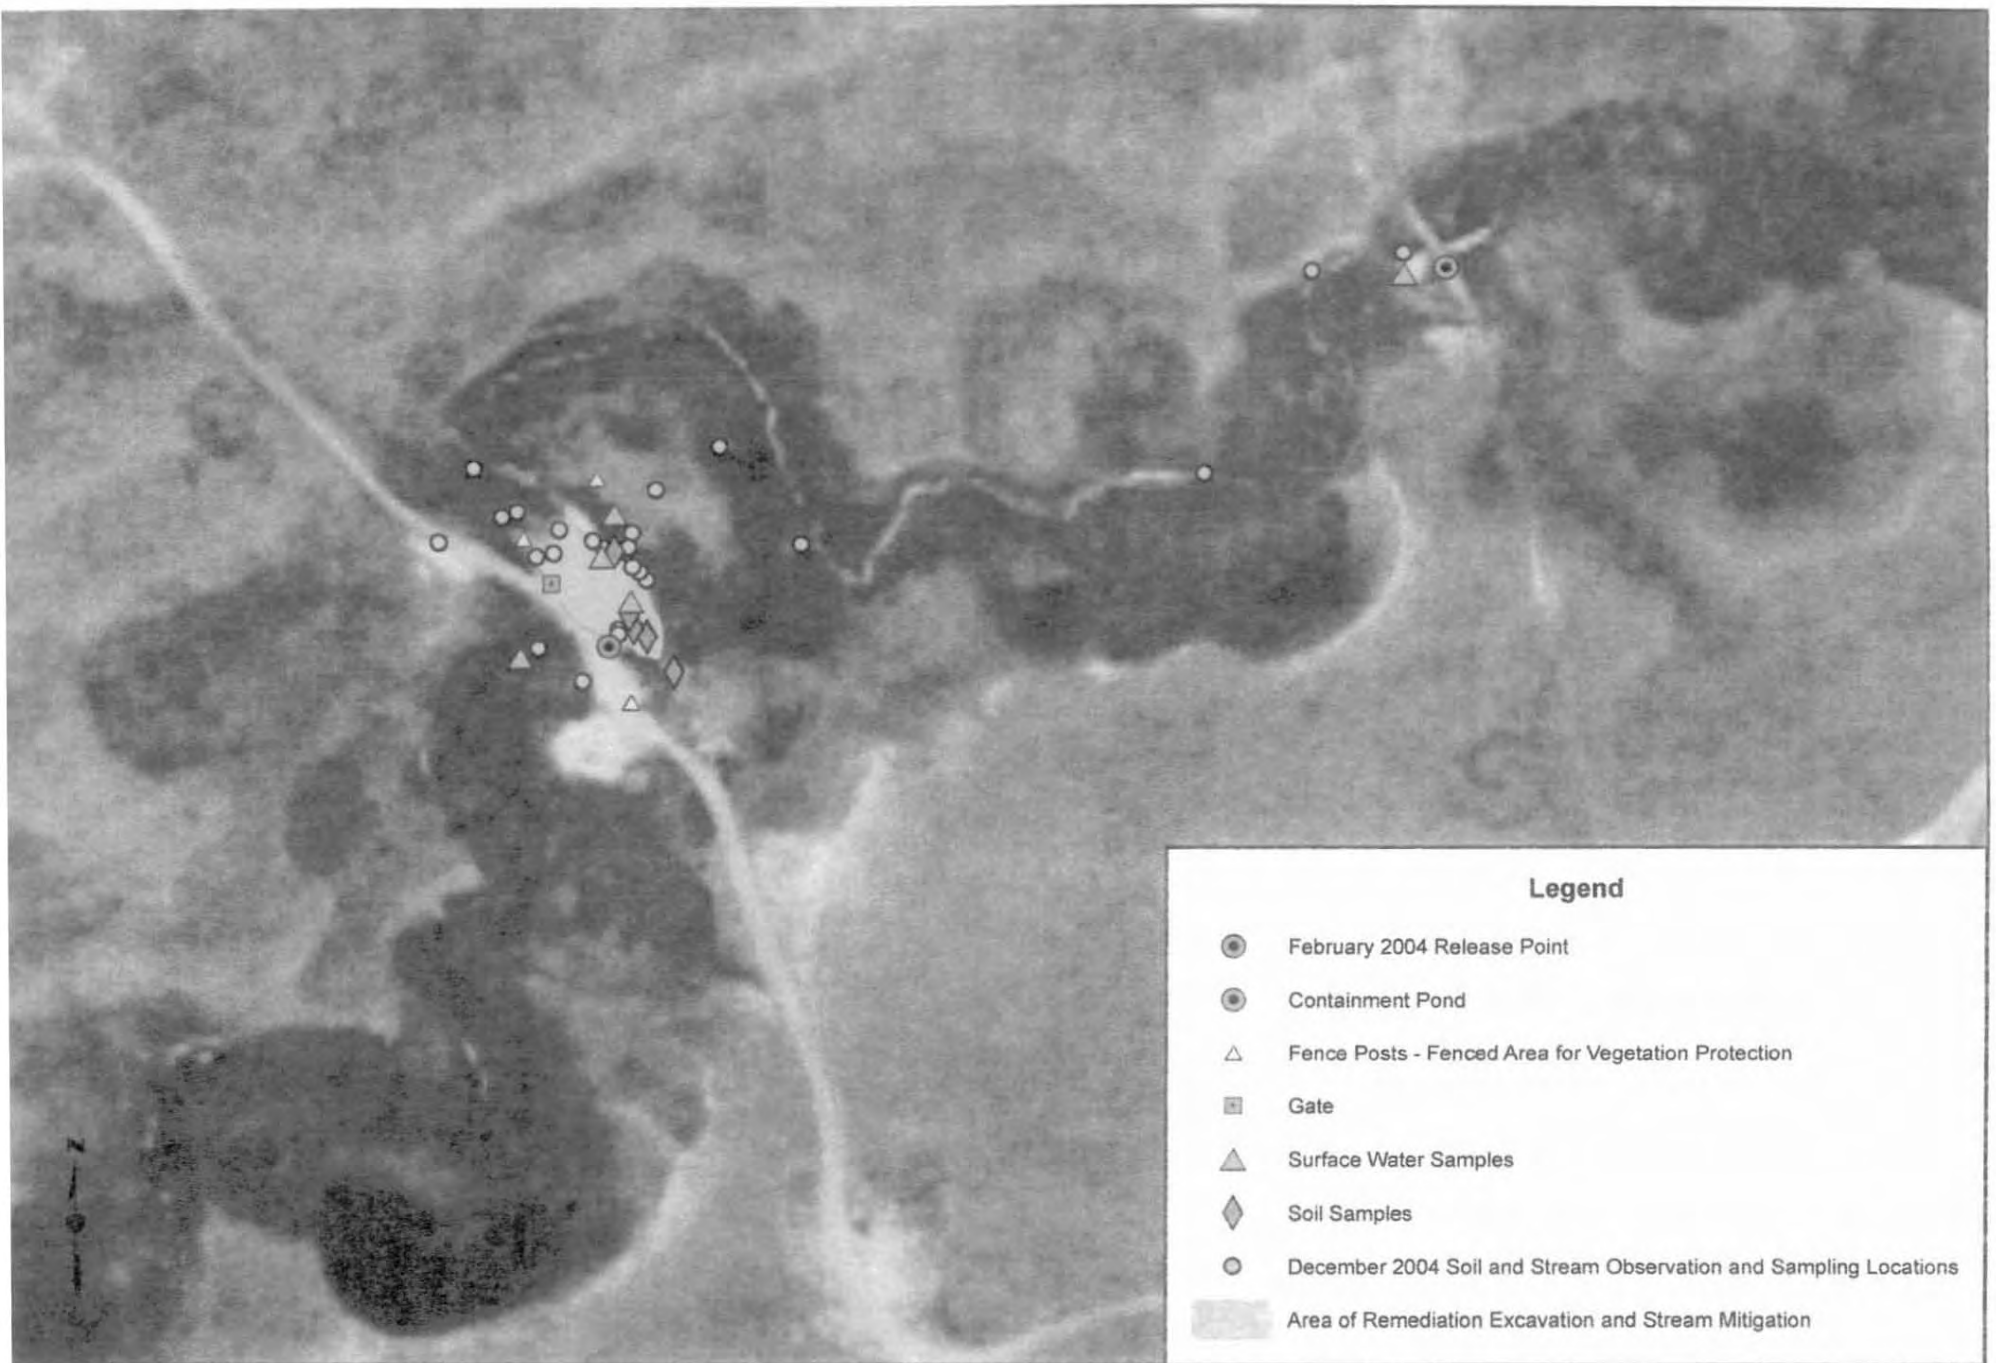 Z
Legend
February 2004 Release Point
Containment Pond
Fence Posts - Fenced Area for Vegetation Protection
Gate
Surface Water Samples
Soil Samples
December 2004 Soil and Stream Observation and Sampling Locations
Area of Remediation Excavation and Stream Mitigation